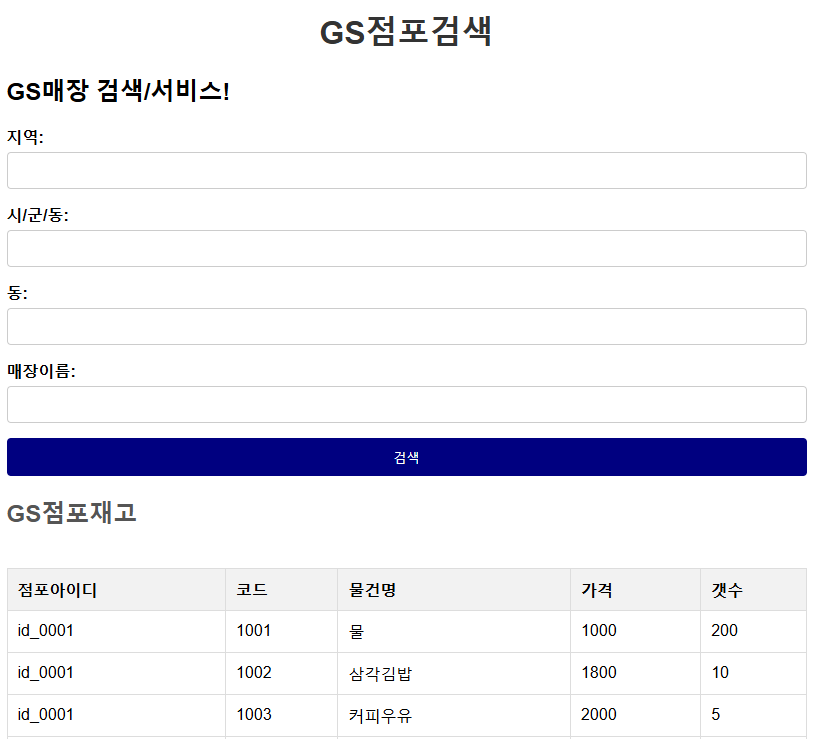 GS점포검색
GS매장 검색/서비스!
지역:
시/군/동:
동:
매장이름:
검색
GS점포재고
점포아이디 코드 물건명 가격 갯수
id_0001 1001 물 1000 200
id_0001 1002 삼각김밥 1800 10
id_0001 1003 커피우유 2000 5